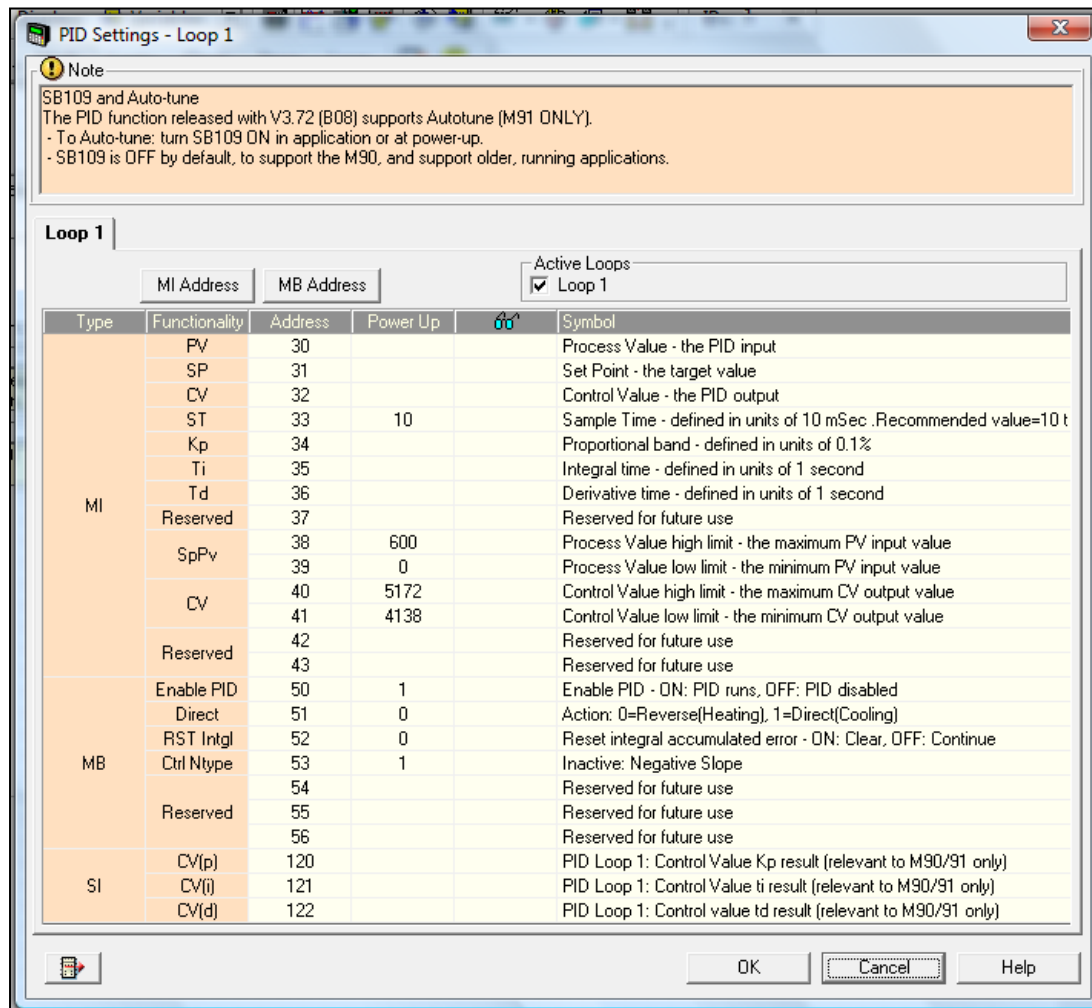 PID Settings - Loop 1
Note
SB109 and Auto-tune
The PID function released with V3.72 (B08) supports Autotune (M91 ONLY).
- To Auto-tune: turn SB109 ON in application or at power-up.
- SB109 is OFF by default, to support the M90, and support older, running applications.
Loop 1
Active Loops
MI Address MB Address Loop 1
Type Functionality Address Power Up Symbol
PV 30 Process Value - the PID input
SP 31 Set Point - the target value
CV 32 Control Value - the PID output
ST 33 10 Sample Time - defined in units of 10 mSec .Recommended value=10 t
Kp 34 Proportional band - defined in units of 0.1%
Ti 35 Integral time - defined in units of 1 second
Td 36 Derivative time - defined in units of 1 second
MI
Reserved 37 Reserved for future use
SpPv 38 600 Process Value high limit - the maximum PV input value
39 0 Process Value low limit - the minimum PV input value
CV 40 5172 Control Value high limit - the maximum CV output value
41 4138 Control Value low limit - the minimum CV output value
Reserved 42 Reserved for future use
43 Reserved for future use
Enable PID 50 1 Enable PID - ON: PID runs, OFF: PID disabled
Direct 51 0 Action: 0=Reverse(Heating), 1=Direct(Cooling)
RST Intgl 52 0 Reset integral accumulated error - ON: Clear, OFF: Continue
MB Ctrl Ntype 53 1 Inactive: Negative Slope
54 Reserved for future use
Reserved 55 Reserved for future use
56 Reserved for future use
CV(p) 120 PID Loop 1: Control Value Kp result (relevant to M90/91 only)
SI CV(i) 121 PID Loop 1: Control Value ti result (relevant to M90/91 only)
CV(d) 122 PID Loop 1: Control value td result (relevant to M90/91 only)
OK Cancel Help